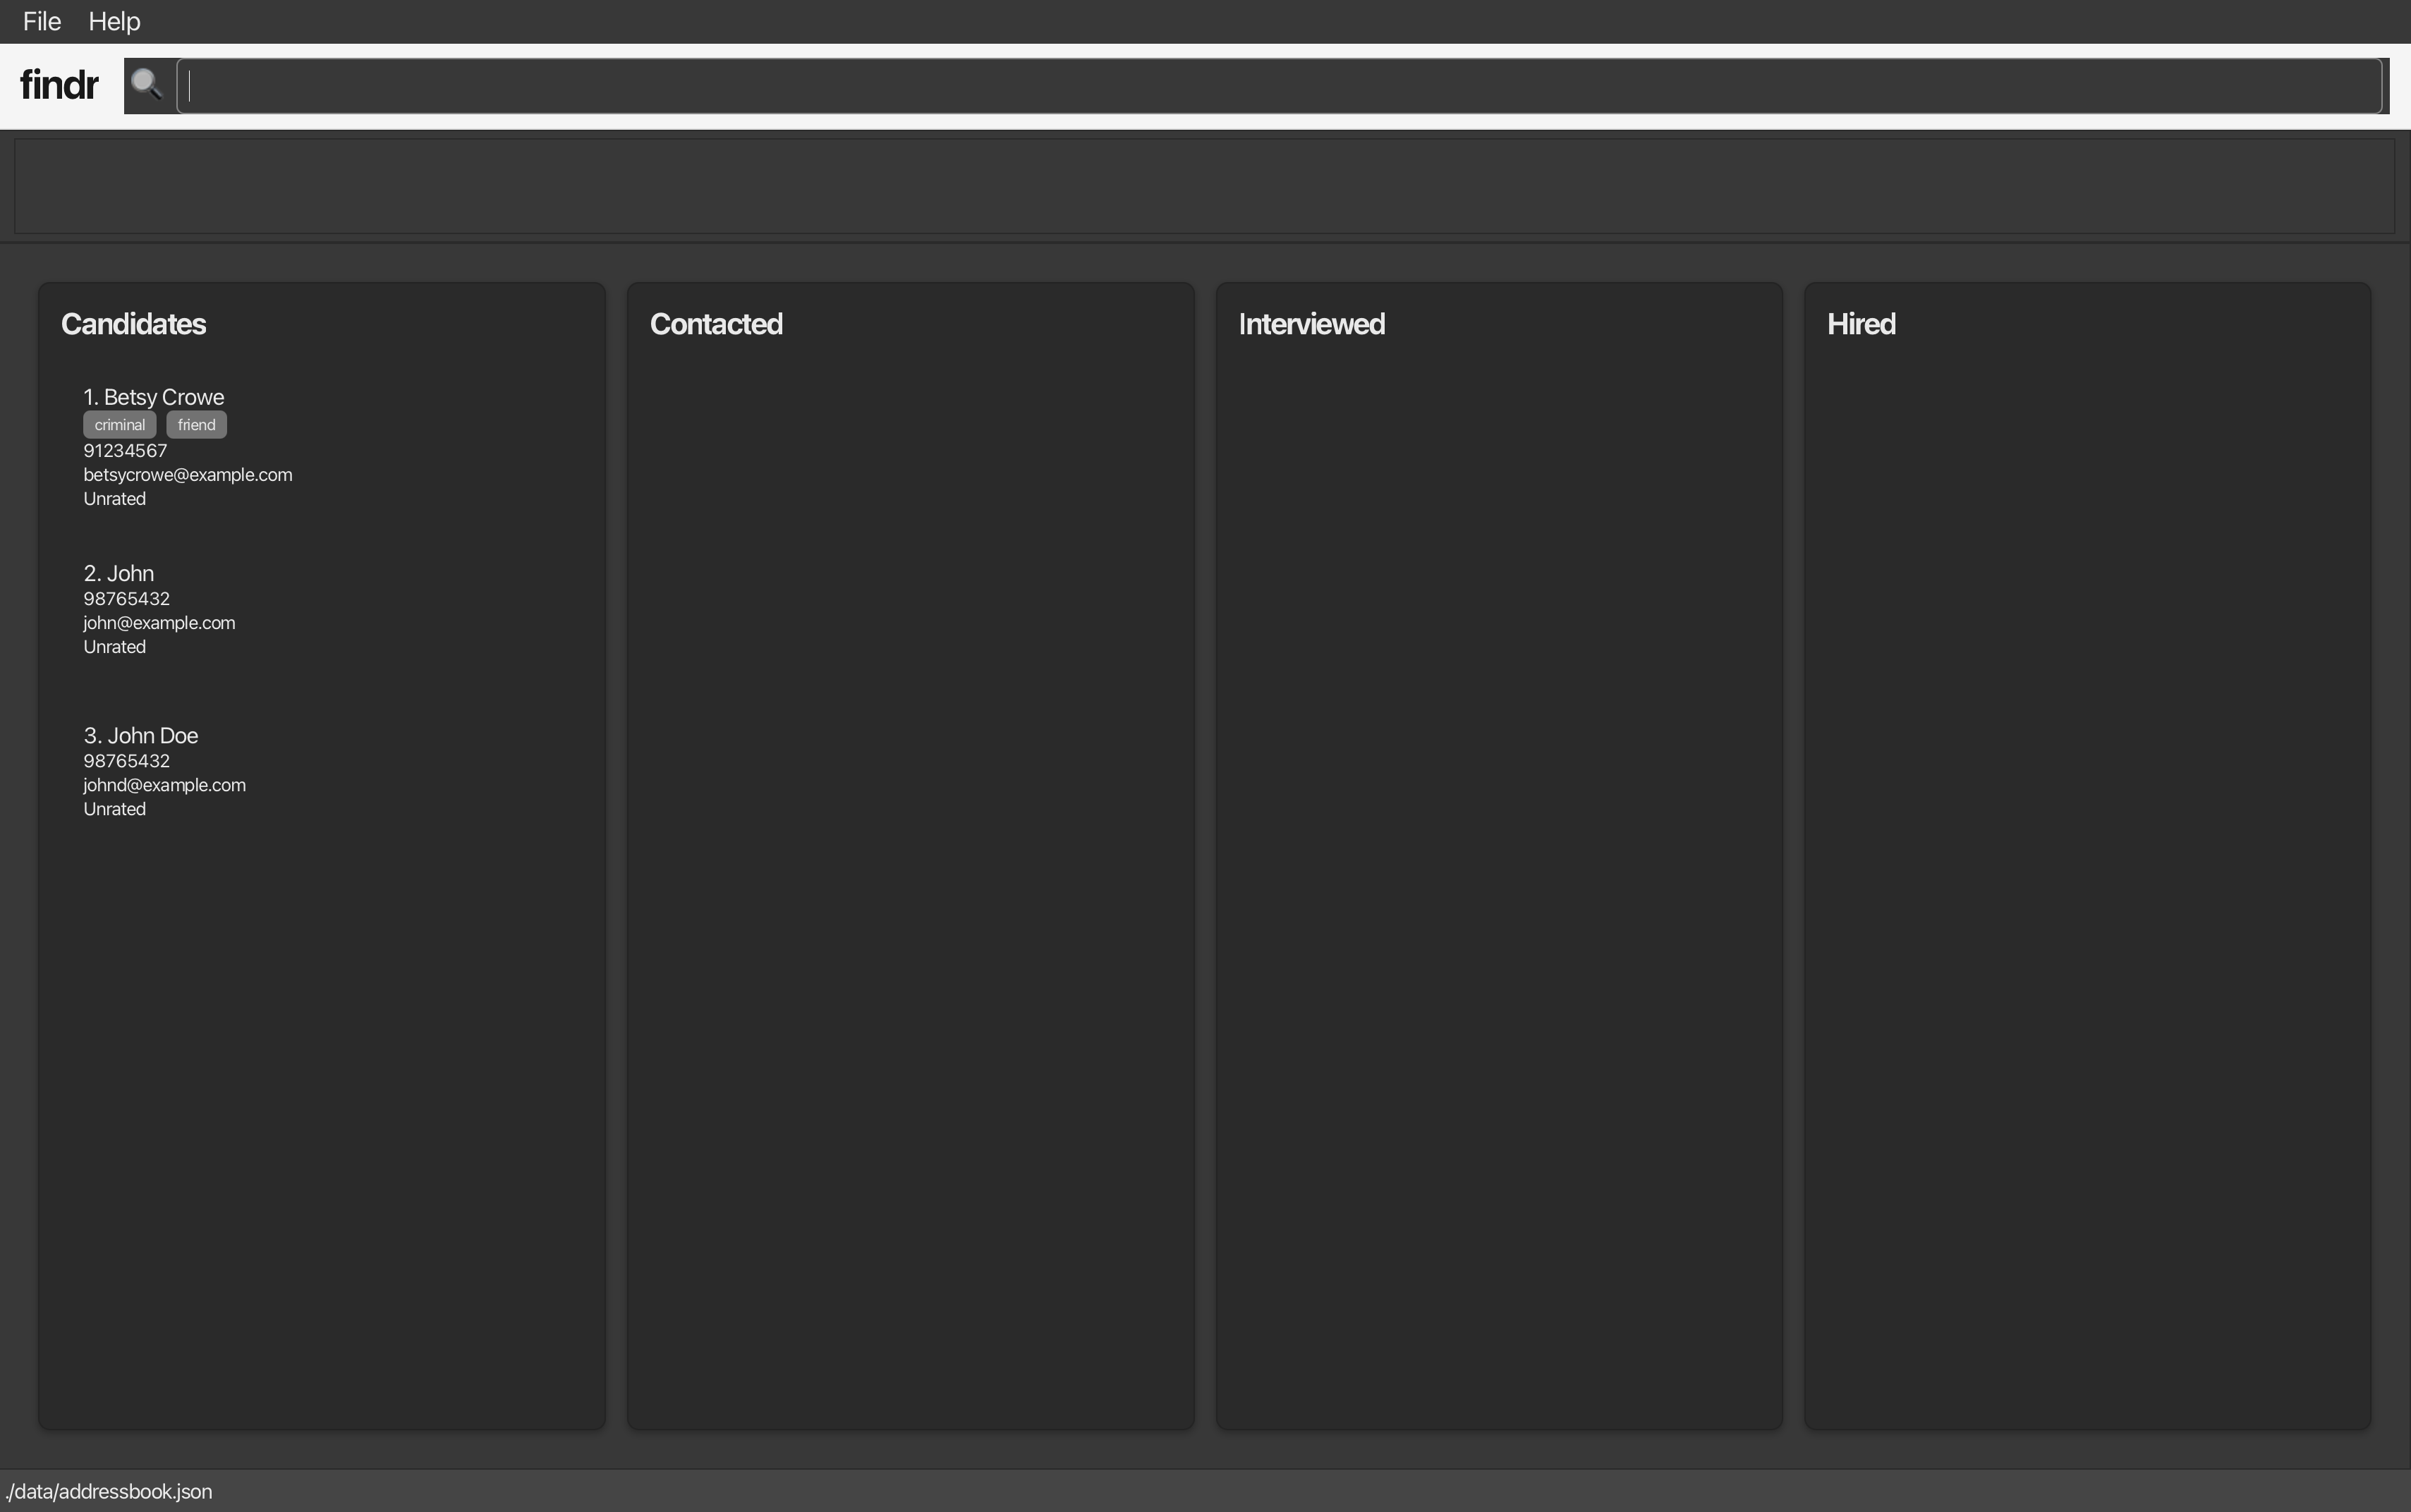 File Help
findr
Candidates
1. Betsy Crowe
criminal friend
91234567
betsycrowe@example.com
Unrated
2. John
98765432
john@example.com
Unrated
3. John Doe
98765432
johnd@example.com
Unrated
Contacted
Interviewed
Hired
./data/addressbook.json